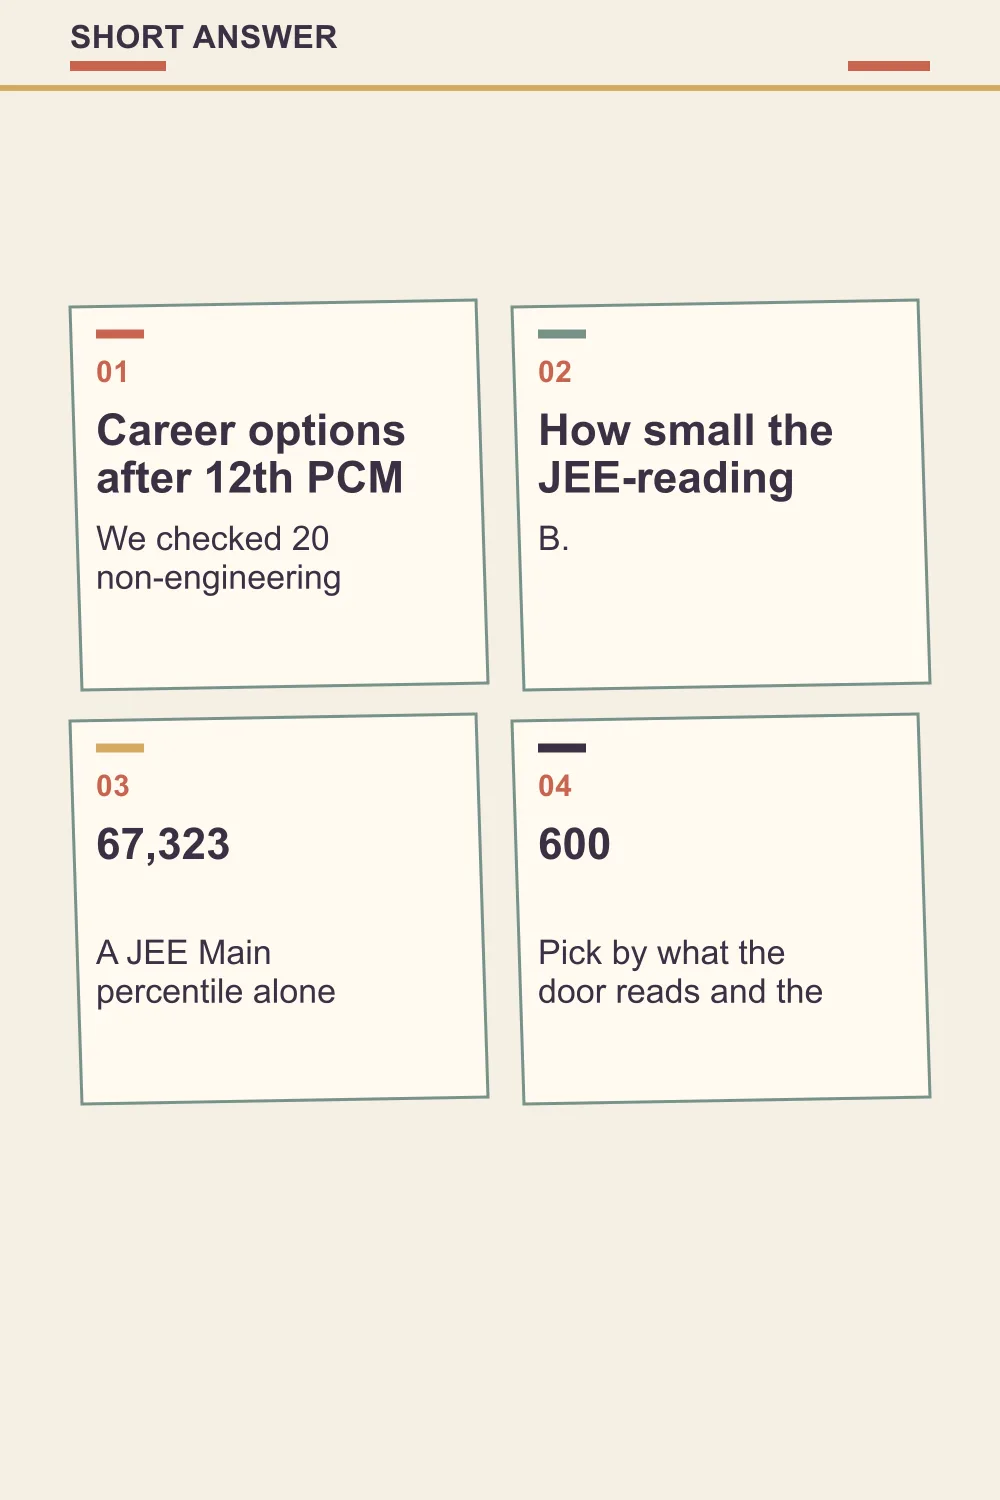 SHORT ANSWER
01
Career options
after 12th PCM
We checked 20
non-engineering
02
How small the
JEE-reading
B.
03
67,323
A JEE Main
percentile alone
04
600
Pick by what the
door reads and the